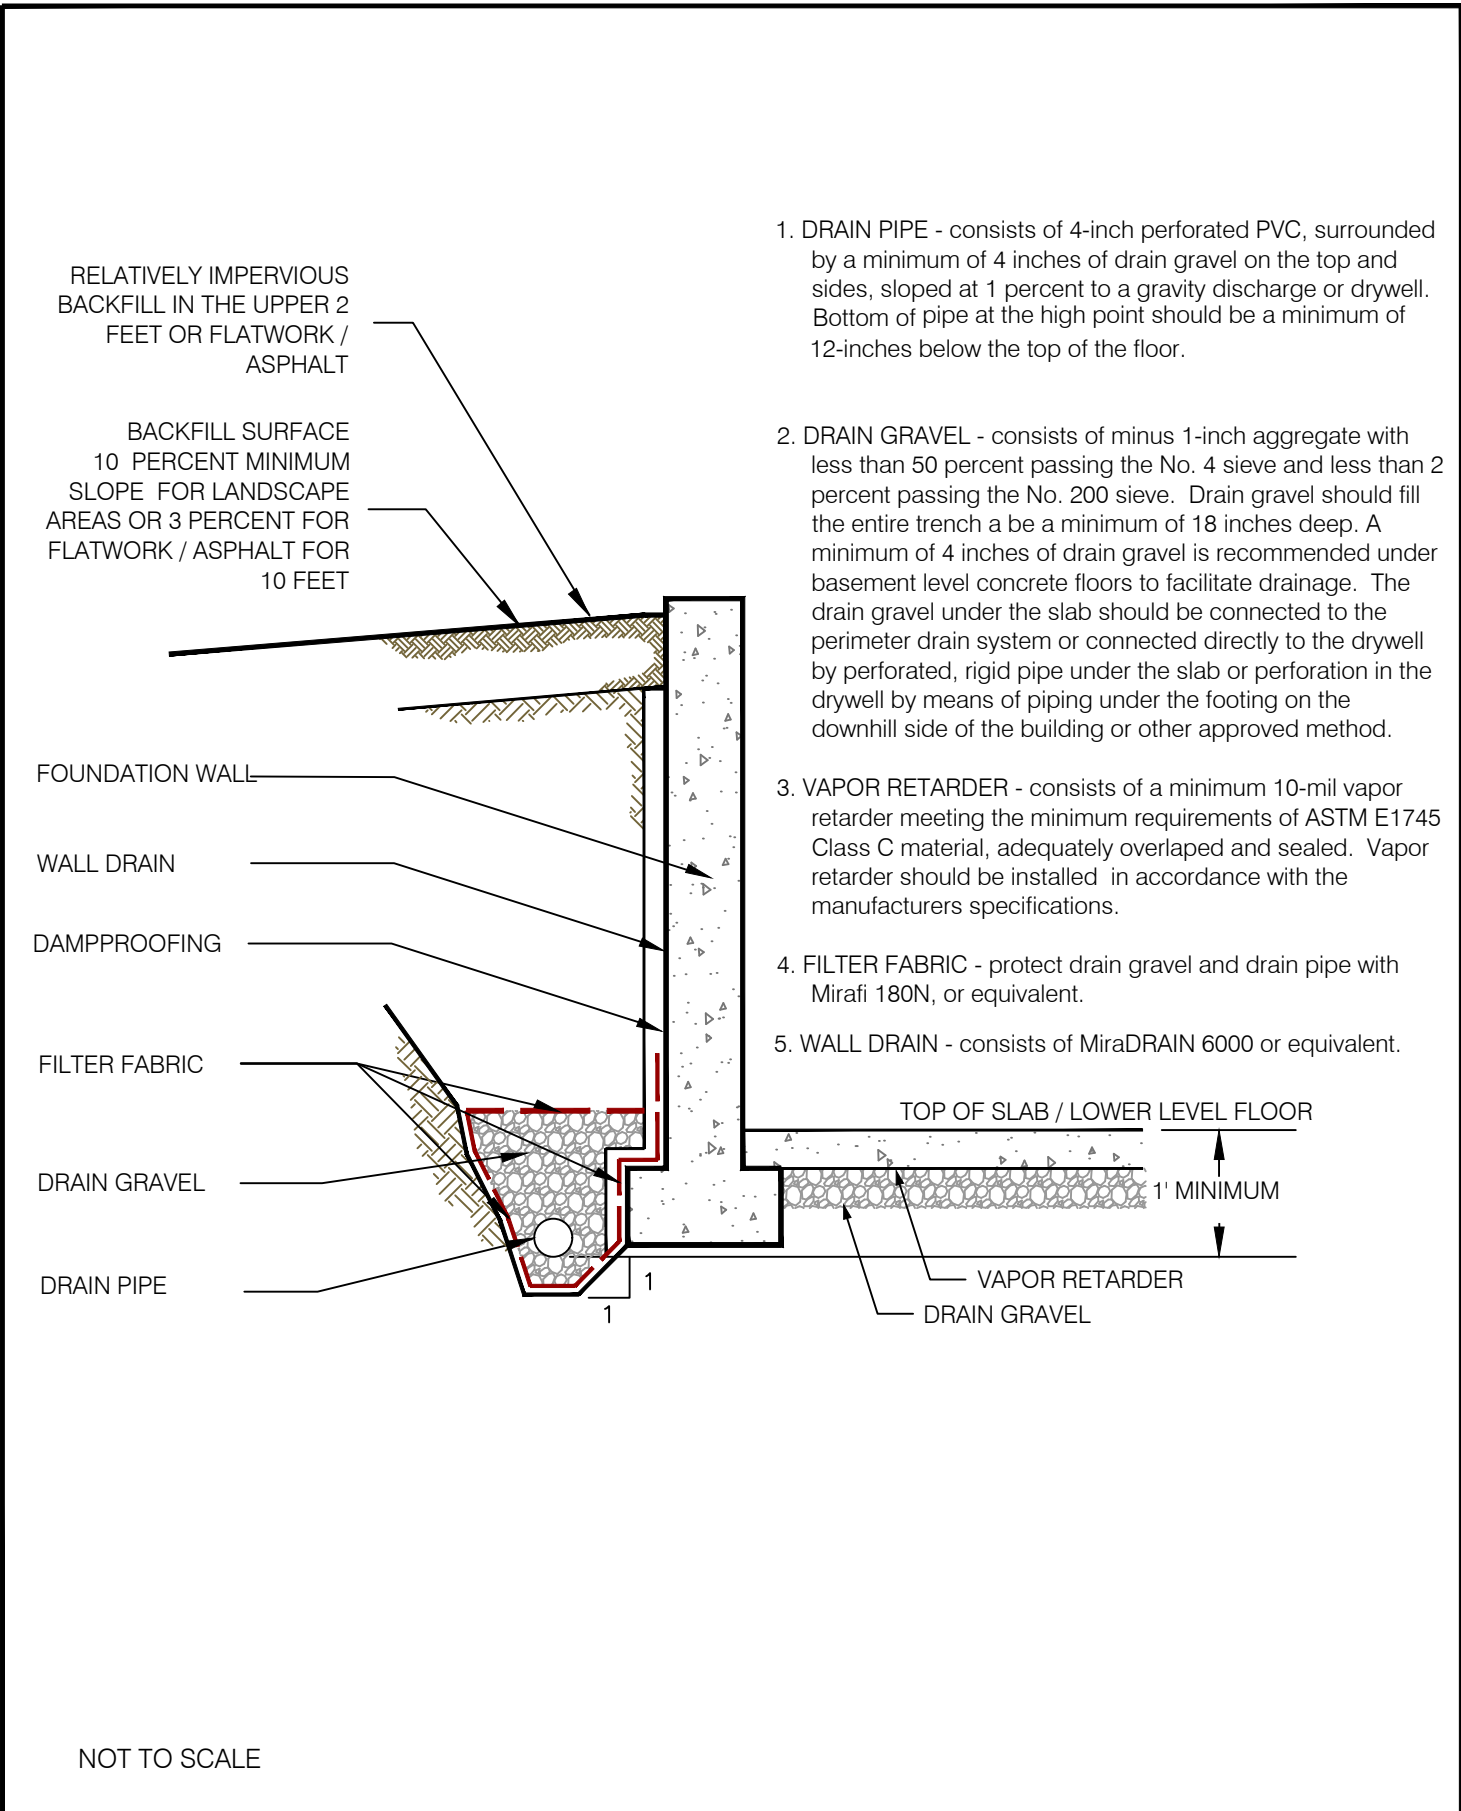 RELATIVELY IMPERVIOUS
BACKFILL IN THE UPPER 2
FEET OR FLATWORK /
ASPHALT
BACKFILL SURFACE
10 PERCENT MINIMUM
SLOPE FOR LANDSCAPE
AREAS OR 3 PERCENT FOR
FLATWORK / ASPHALT FOR
10 FEET
FOUNDATION WALL
WALL DRAIN
DAMPPROOFING
FILTER FABRIC
DRAIN GRAVEL
DRAIN PIPE
1. DRAIN PIPE - consists of 4-inch perforated PVC, surrounded
by a minimum of 4 inches of drain gravel on the top and
sides, sloped at 1 percent to a gravity discharge or drywell.
Bottom of pipe at the high point should be a minimum of
12-inches below the top of the floor.
2. DRAIN GRAVEL - consists of minus 1-inch aggregate with
less than 50 percent passing the No. 4 sieve and less than 2
percent passing the No. 200 sieve. Drain gravel should fill
the entire trench a be a minimum of 18 inches deep. A
minimum of 4 inches of drain gravel is recommended under
basement level concrete floors to facilitate drainage. The
drain gravel under the slab should be connected to the
perimeter drain system or connected directly to the drywell
by perforated, rigid pipe under the slab or perforation in the
drywell by means of piping under the footing on the
downhill side of the building or other approved method.
3. VAPOR RETARDER - consists of a minimum 10-mil vapor
retarder meeting the minimum requirements of ASTM E1745
Class C material, adequately overlaped and sealed. Vapor
retarder should be installed in accordance with the
manufacturers specifications.
4. FILTER FABRIC - protect drain gravel and drain pipe with
Mirafi 180N, or equivalent.
5. WALL DRAIN - consists of MiraDRAIN 6000 or equivalent.
TOP OF SLAB / LOWER LEVEL FLOOR
1' MINIMUM
VAPOR RETARDER
DRAIN GRAVEL
1
1
NOT TO SCALE